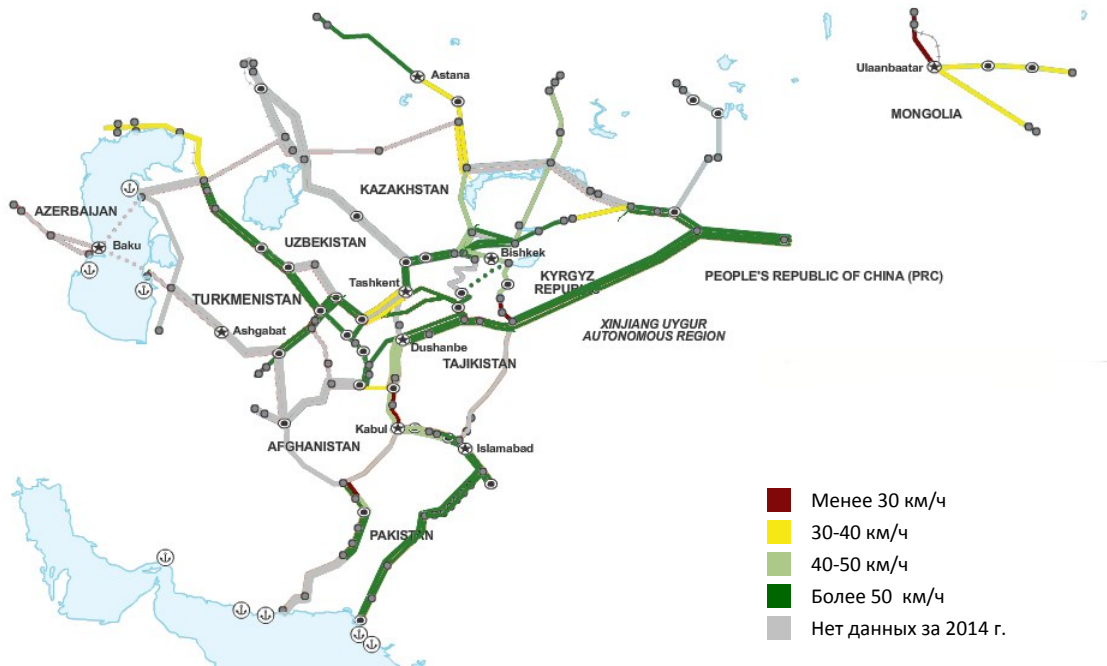 Astana
Ulaanbaatar
MONGOLIA
KAZAKHSTAN
AZERBAIJAN
Baku
UZBEKISTAN
Bishkek
Tashkent
KYRGYZ
REPUBLIC
PEOPLE'S REPUBLIC OF CHINA (PRC)
TURKMENISTAN
XINJIANG UYGUR
AUTONOMOUS REGION
Ashgabat
Dushanbe
TAJIKISTAN
Kabul
AFGHANISTAN
Islamabad
PAKISTAN
Менее 30 км/ч
30-40 км/ч
40-50 км/ч
Более 50 км/ч
Нет данных за 2014 г.